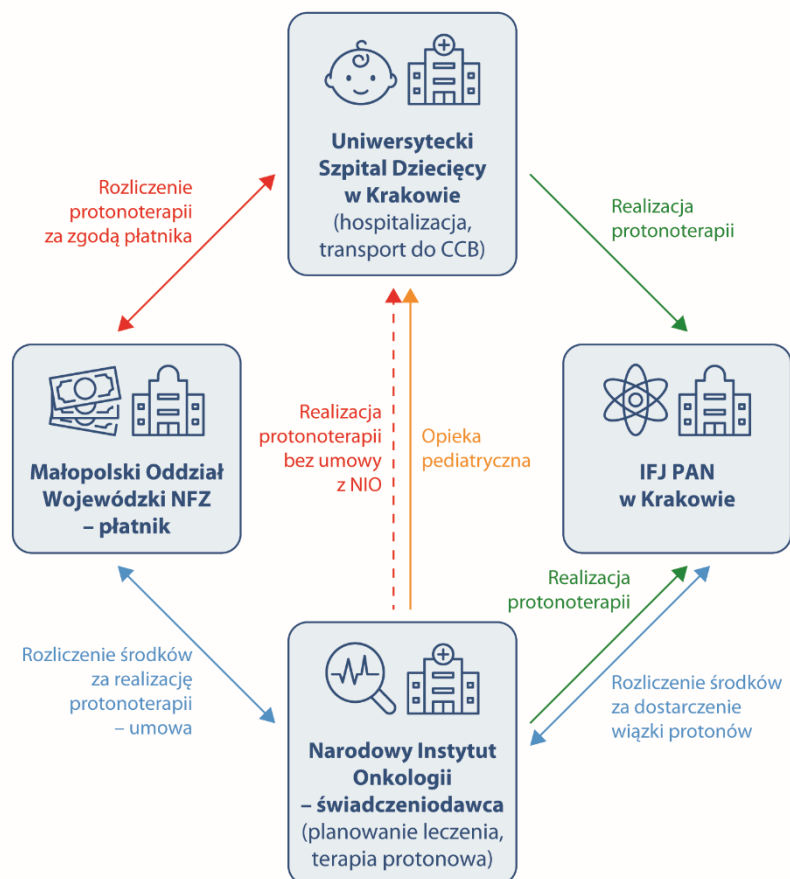 Uniwersytecki
Szpital Dziecięcy
w Krakowie
(hospitalizacja,
transport do CCB)
Rozliczenie
protonoterapii
za zgodą płatnika
Realizacja
protonoterapii
Małopolski Oddział
Wojewódzki NFZ
– płatnik
Realizacja
protonoterapii
bez umowy
z NIO
Opieka
pediatryczna
IFJ PAN
w Krakowie
Realizacja
protonoterapii
Rozliczenie środków
za realizację
protonoterapii
– umowa
Rozliczenie środków
za dostarczenie
wiązki protonów
Narodowy Instytut
Onkologii
– świadczeniodawca
(planowanie leczenia,
terapia protonowa)